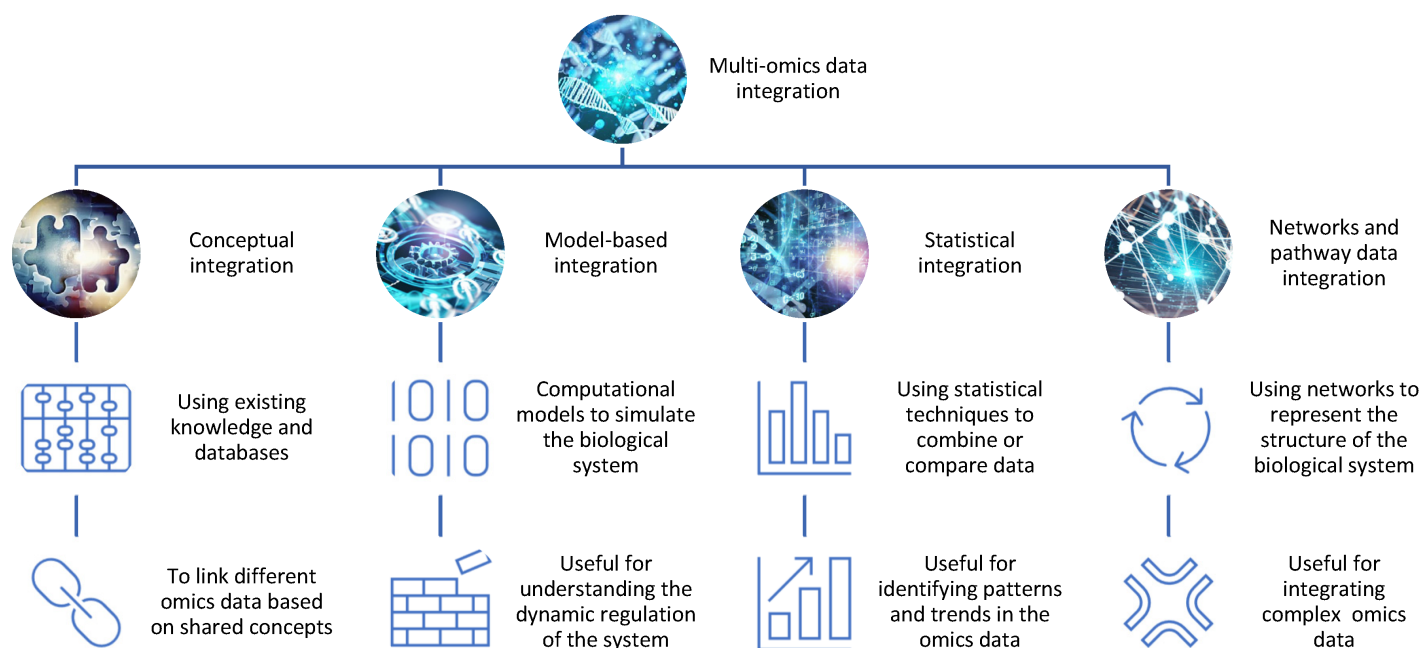 Multi-omics data
integration
Conceptual
integration
Model-based
integration
Statistical
integration
Networks and
pathway data
integration
Using existing
knowledge and
databases
Computational
models to simulate
the biological
system
Using statistical
techniques to
combine or
compare data
Using networks to
represent the
structure of the
biological system
To link different
omics data based
on shared concepts
Useful for
understanding the
dynamic regulation
of the system
Useful for
identifying patterns
and trends in the
omics data
Useful for
integrating
complex omics
data